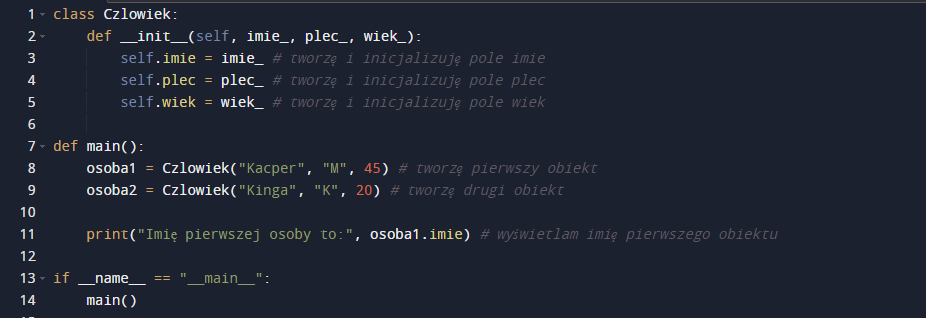 1 class Czlowiek:
2     def __init__(self, imie_, plec_, wiek_):
3         self.imie = imie_ # tworzę i inicjalizuję pole imie
4         self.plec = plec_ # tworzę i inicjalizuję pole plec
5         self.wiek = wiek_ # tworzę i inicjalizuję pole wiek
6
7 def main():
8     osoba1 = Czlowiek("Kacper", "M", 45) # tworzę pierwszy obiekt
9     osoba2 = Czlowiek("Kinga", "K", 20) # tworzę drugi obiekt
10
11     print("Imię pierwszej osoby to:", osoba1.imie) # wyświetlam imię pierwszego obiektu
12
13 if __name__ == "__main__":
14     main()